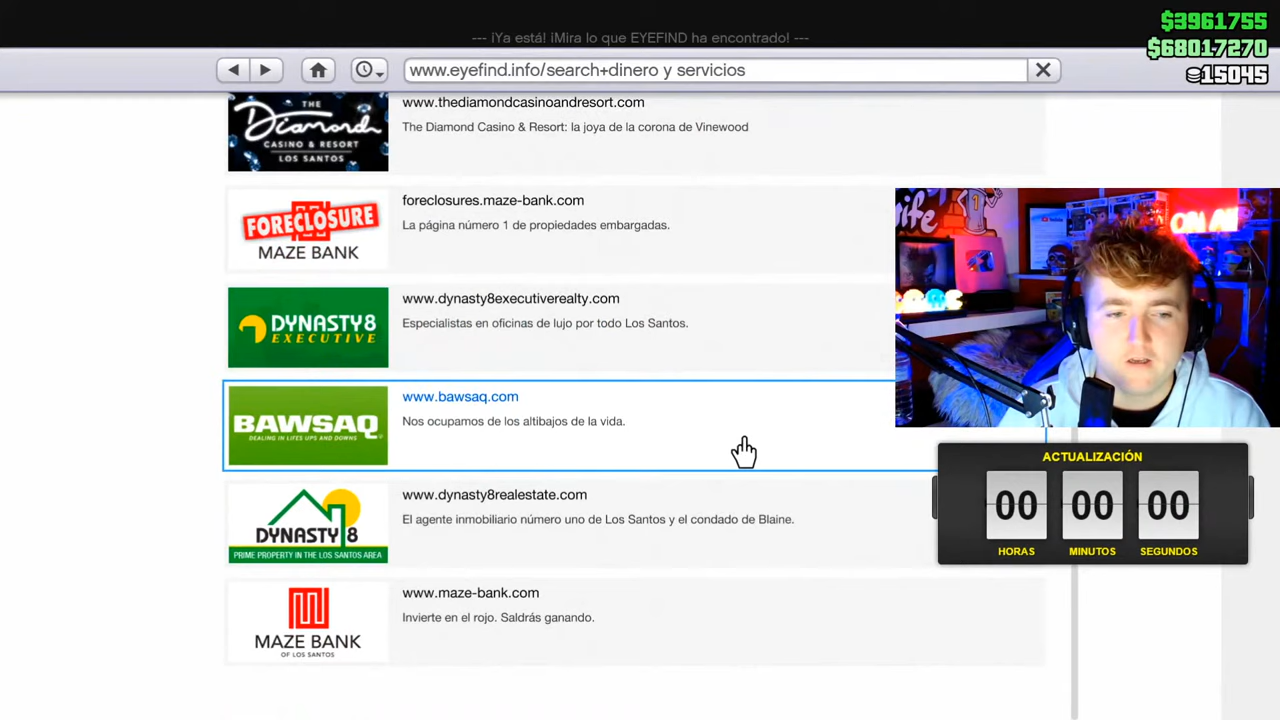 $3961755
--- ¡Ya está! ¡Mira lo que EYEFIND ha encontrado! ---
$68017270
www.eyefind.info/search+dinero y servicios
15045
THE
Diamond
CASINO & RESORT
LOS SANTOS
www.thediamondcasinoandresort.com
The Diamond Casino & Resort: la joya de la corona de Vinewood
FORECLOSURE
MAZE BANK
foreclosures.maze-bank.com
La página número 1 de propiedades embargadas.
ON AIR
DYNASTY8
EXECUTIVE
www.dynasty8executiverealty.com
Especialistas en oficinas de lujo por todo Los Santos.
BAWSAQ
DEALING IN LIFES UPS AND DOWNS
www.bawsaq.com
Nos ocupamos de los altibajos de la vida.
ACTUALIZACIÓN
00 00 00
HORAS MINUTOS SEGUNDOS
DYNASTY 8
PRIME PROPERTY IN THE LOS SANTOS AREA
www.dynasty8realestate.com
El agente inmobiliario número uno de Los Santos y el condado de Blaine.
MAZE BANK
OF LOS SANTOS
www.maze-bank.com
Invierte en el rojo. Saldrás ganando.